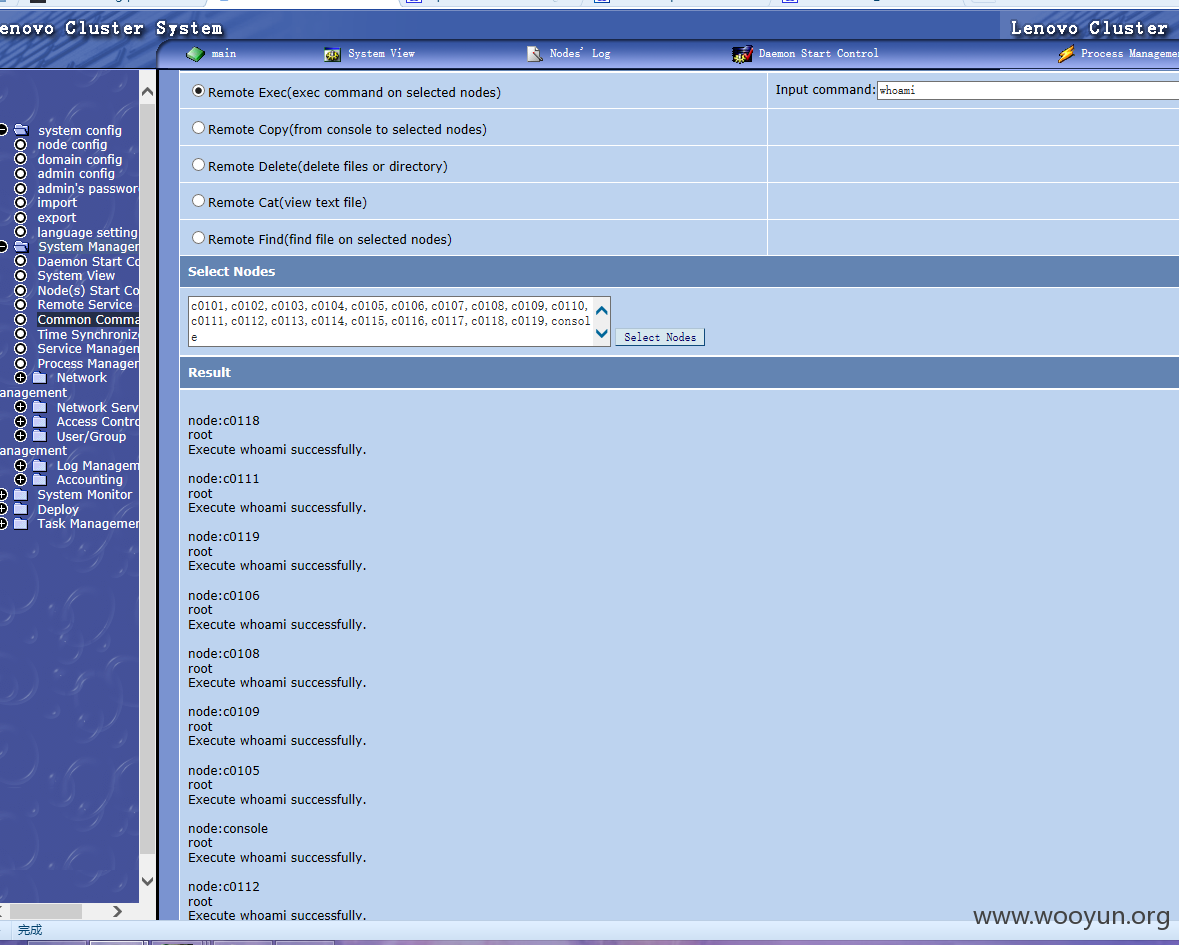 enovo Cluster System
Lenovo Cluster
main
System View
Nodes' Log
Daemon Start Control
Process Manageme
system config
node config
domain config
admin config
admin's passwor
import
export
language setting
System Manager
Daemon Start Co
System View
Node(s) Start Co
Remote Service
Common Comma
Time Synchroniz
Service Managen
Process Manager
Network
anagement
Network Serv
Access Contro
User/Group
anagement
Log Managem
Accounting
System Monitor
Deploy
Task Managemer
Remote Exec(exec command on selected nodes)
Input command: whoami
Remote Copy(from console to selected nodes)
Remote Delete(delete files or directory)
Remote Cat(view text file)
Remote Find(find file on selected nodes)
Select Nodes
c0101, c0102, c0103, c0104, c0105, c0106, c0107, c0108, c0109, c0110,
c0111, c0112, c0113, c0114, c0115, c0116, c0117, c0118, c0119, consol
e
Select Nodes
Result
node:c0118
root
Execute whoami successfully.
node:c0111
root
Execute whoami successfully.
node:c0119
root
Execute whoami successfully.
node:c0106
root
Execute whoami successfully.
node:c0108
root
Execute whoami successfully.
node:c0109
root
Execute whoami successfully.
node:c0105
root
Execute whoami successfully.
node:console
root
Execute whoami successfully.
node:c0112
root
Execute whoami successfully.
www.wooyun.org
完成